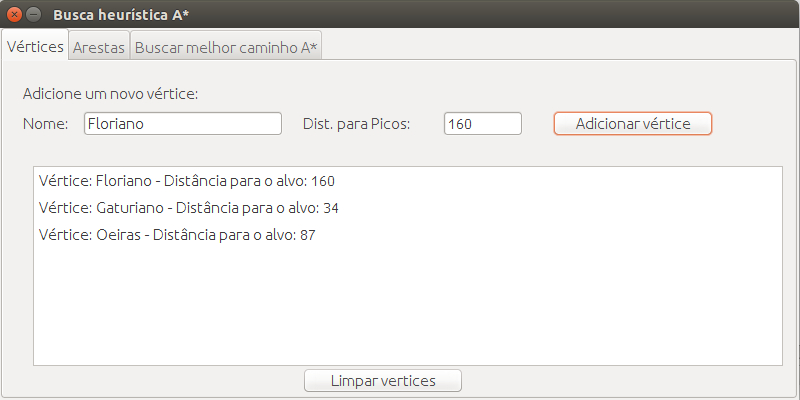 Busca heurística A*
Vértices Arestas Buscar melhor caminho A*
Adicione um novo vértice:
Nome: Floriano Dist. para Picos: 160 Adicionar vértice
Vértice: Floriano - Distância para o alvo: 160
Vértice: Gaturiano - Distância para o alvo: 34
Vértice: Oeiras - Distância para o alvo: 87
Limpar vertices